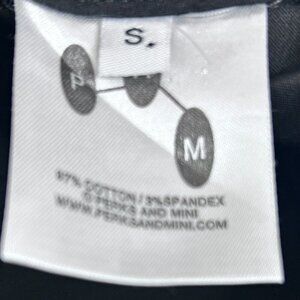 S.
P
M
97% COTTON / 3% SPANDEX
© PERKS AND MINI
WWW.PERKSANDMINI.COM